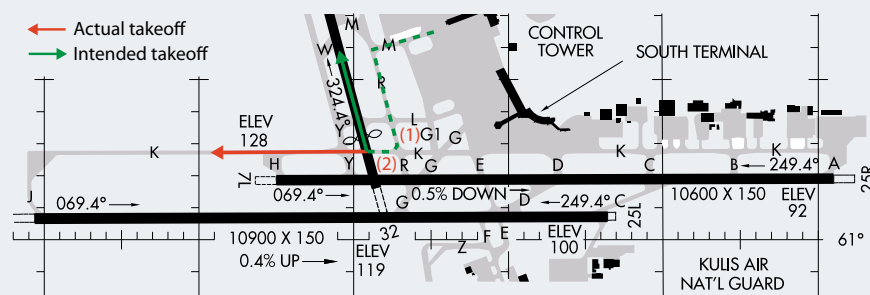 Actual takeoff
Intended takeoff
M
W
M
CONTROL
TOWER
SOUTH TERMINAL
324.4°
R
ELEV
128
Y
L
(1)
G1
G
K
H
Y
(2)
R
K
G
E
D
K
C
B
K
249.4°
A
25R
7L
069.4°
0.5% DOWN
10600 X 150
ELEV
92
J
069.4°
G
D
249.4°
C
25L
10900 X 150
32
ELEV
119
Z
F
E
ELEV
100
61°
0.4% UP
KULIS AIR
NAT'L GUARD